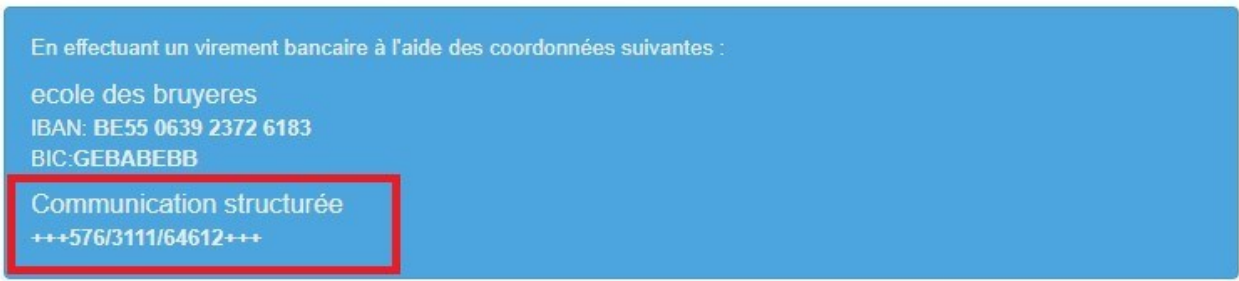 En effectuant un virement bancaire à l'aide des coordonnées suivantes :
ecole des bruyeres
IBAN: BE55 0639 2372 6183
BIC:GEBABEBB
Communication structurée
+++576/3111/64612+++